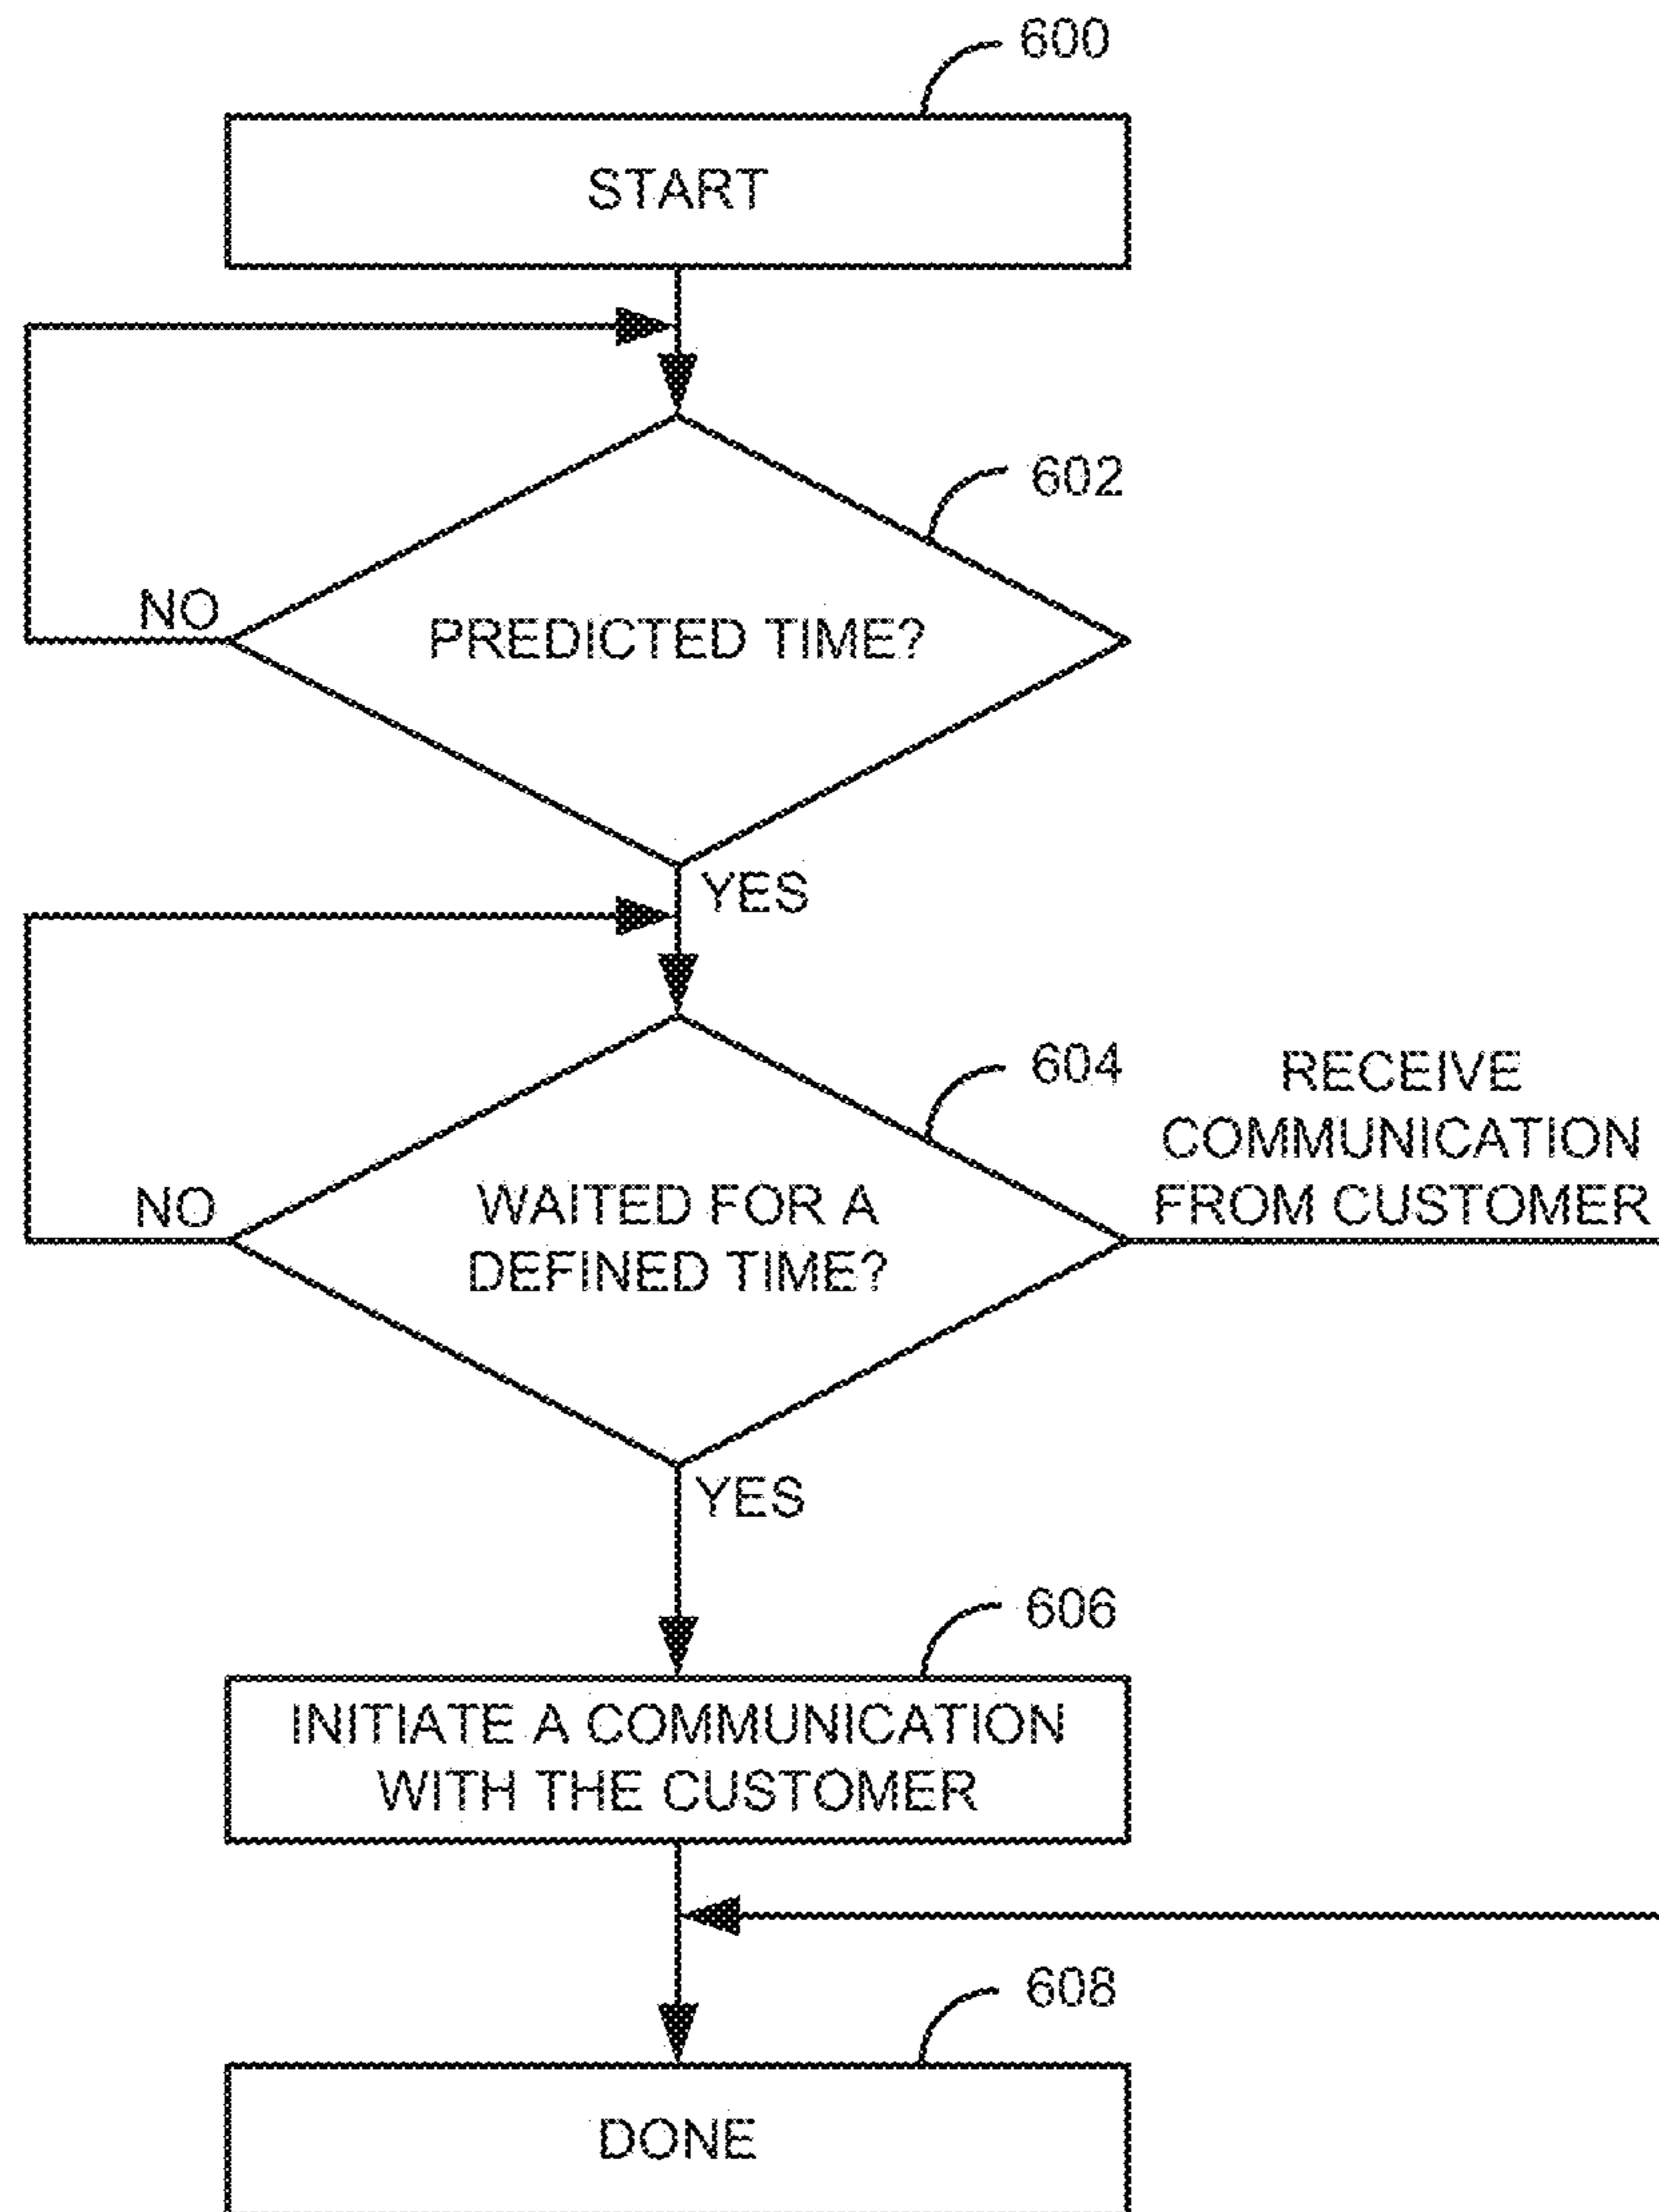 600
START
602
NO
PREDICTED TIME?
YES
604
RECEIVE
COMMUNICATION
FROM CUSTOMER
NO
WAITED FOR A
DEFINED TIME?
YES
606
INITIATE A COMMUNICATION
WITH THE CUSTOMER
608
DONE